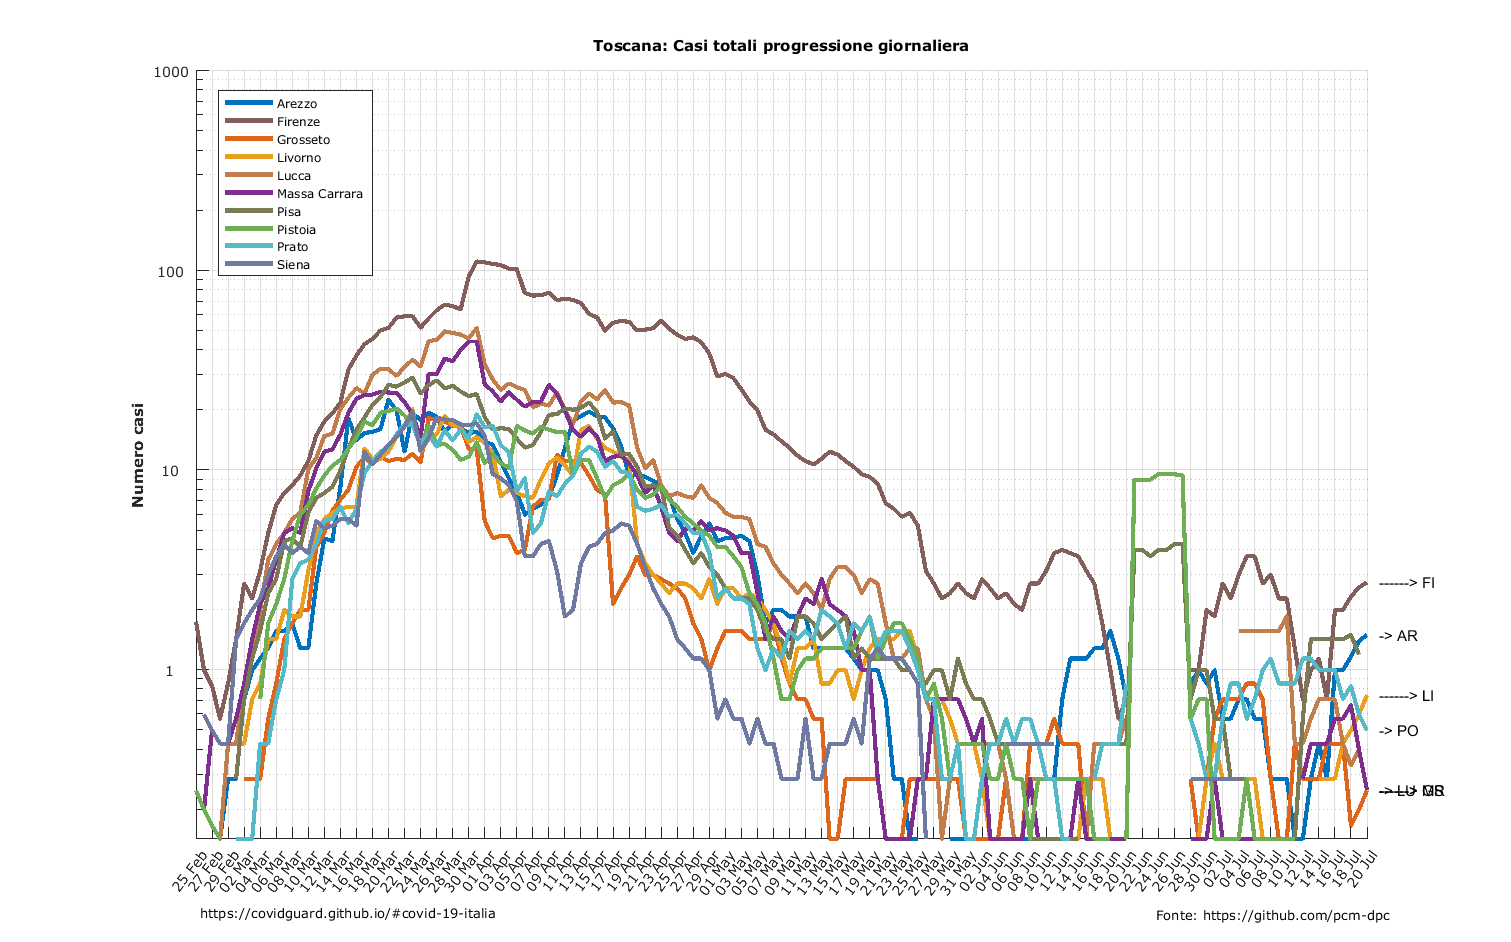 Toscana: Casi totali progressione giornaliera
Numero casi
1000
100
10
1
Arezzo
Firenze
Grosseto
Livorno
Lucca
Massa Carrara
Pisa
Pistoia
Prato
Siena
------> FI
-> AR
------> LI
-> PO
25 Feb
27 Feb
29 Feb
02 Mar
04 Mar
06 Mar
08 Mar
10 Mar
12 Mar
14 Mar
16 Mar
18 Mar
20 Mar
22 Mar
24 Mar
26 Mar
28 Mar
30 Mar
01 Apr
03 Apr
05 Apr
07 Apr
09 Apr
11 Apr
13 Apr
15 Apr
17 Apr
19 Apr
21 Apr
23 Apr
25 Apr
27 Apr
29 Apr
01 May
03 May
05 May
07 May
09 May
11 May
13 May
15 May
17 May
19 May
21 May
23 May
25 May
27 May
29 May
31 May
02 Jun
04 Jun
06 Jun
08 Jun
10 Jun
12 Jun
14 Jun
16 Jun
18 Jun
20 Jun
22 Jun
24 Jun
26 Jun
28 Jun
30 Jun
02 Jul
04 Jul
06 Jul
08 Jul
10 Jul
12 Jul
14 Jul
16 Jul
18 Jul
20 Jul
https://covidguard.github.io/#covid-19-italia
Fonte: https://github.com/pcm-dpc